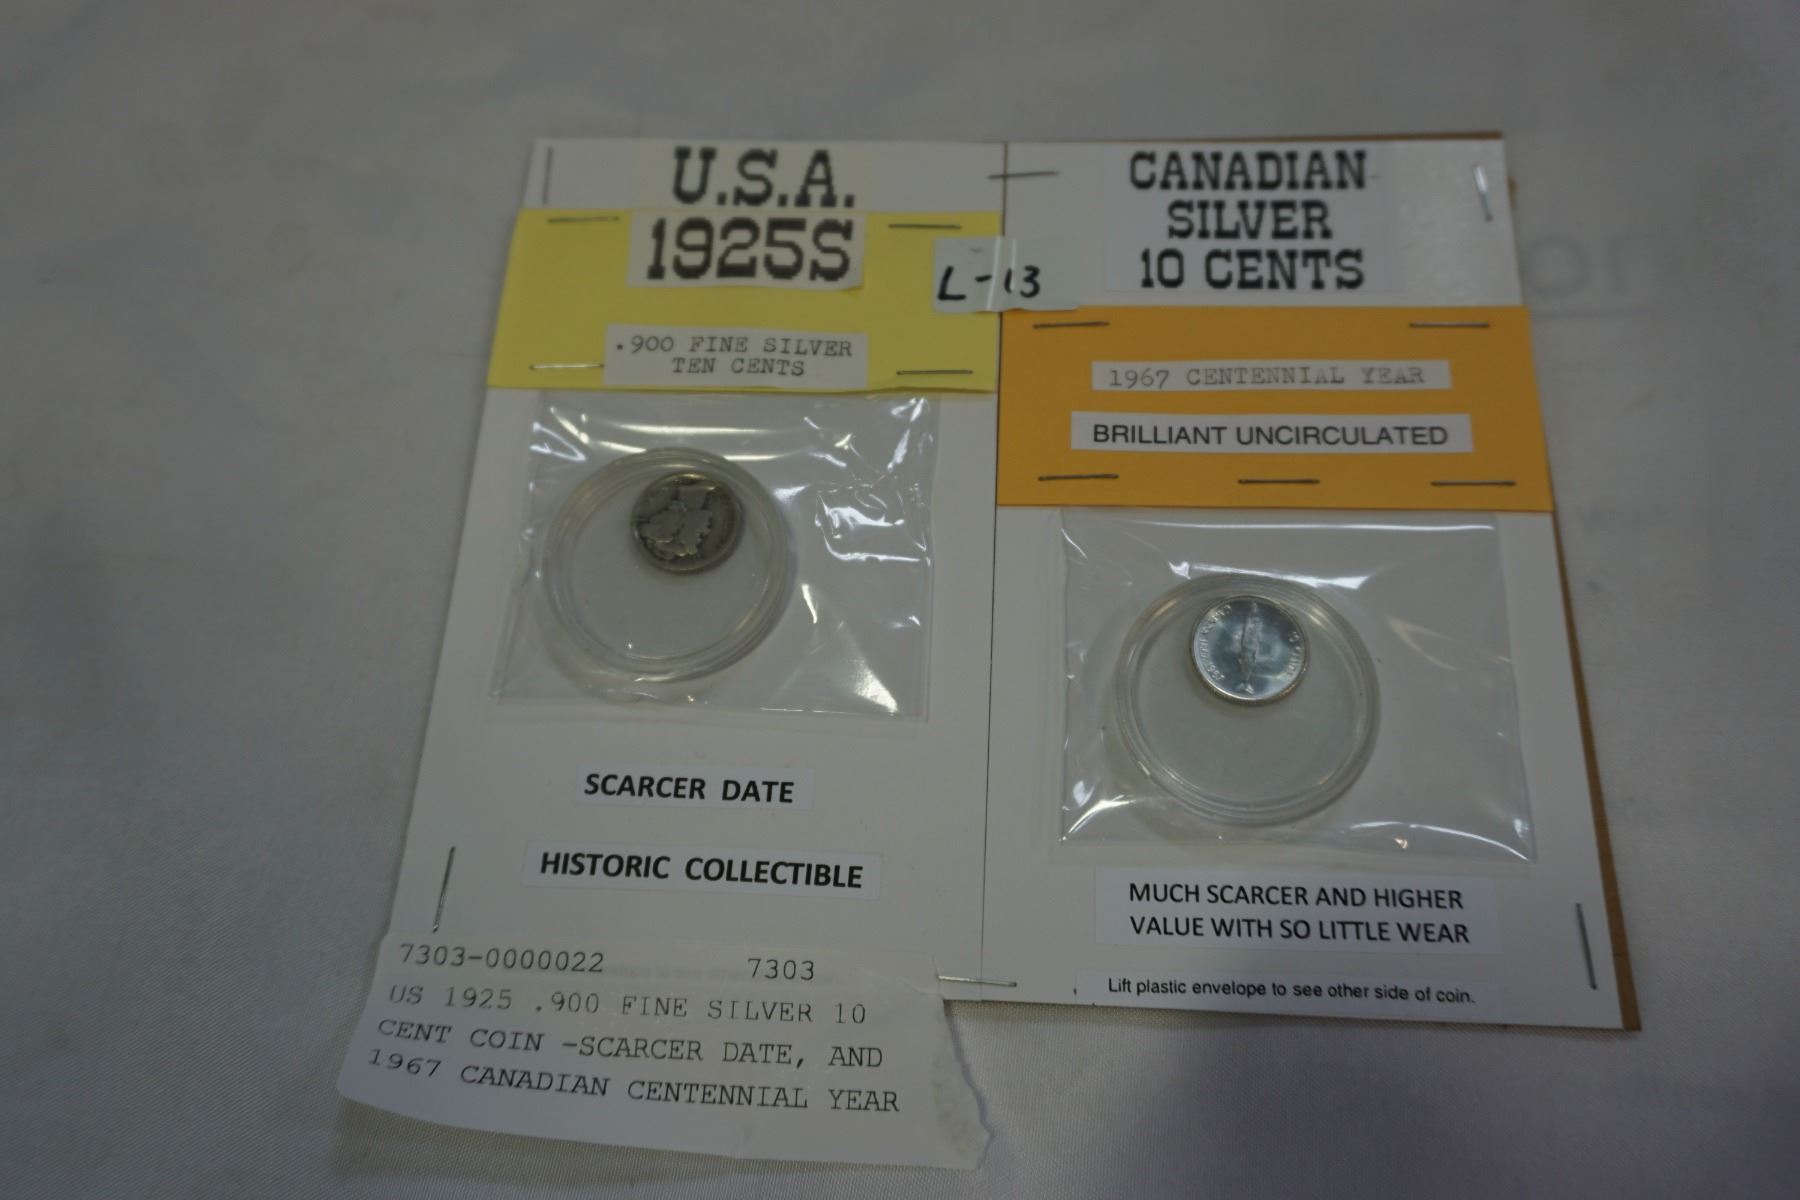 U.S.A.
1925S
.900 FINE SILVER
TEN CENTS
SCARCER DATE
HISTORIC COLLECTIBLE
L-13
CANADIAN
SILVER
10 CENTS
1967 CENTENNIAL YEAR
BRILLIANT UNCIRCULATED
MUCH SCARCER AND HIGHER
VALUE WITH SO LITTLE WEAR
Lift plastic envelope to see other side of coin.
7303-0000022 7303
US 1925 .900 FINE SILVER 10
CENT COIN -SCARCER DATE, AND
1967 CANADIAN CENTENNIAL YEAR